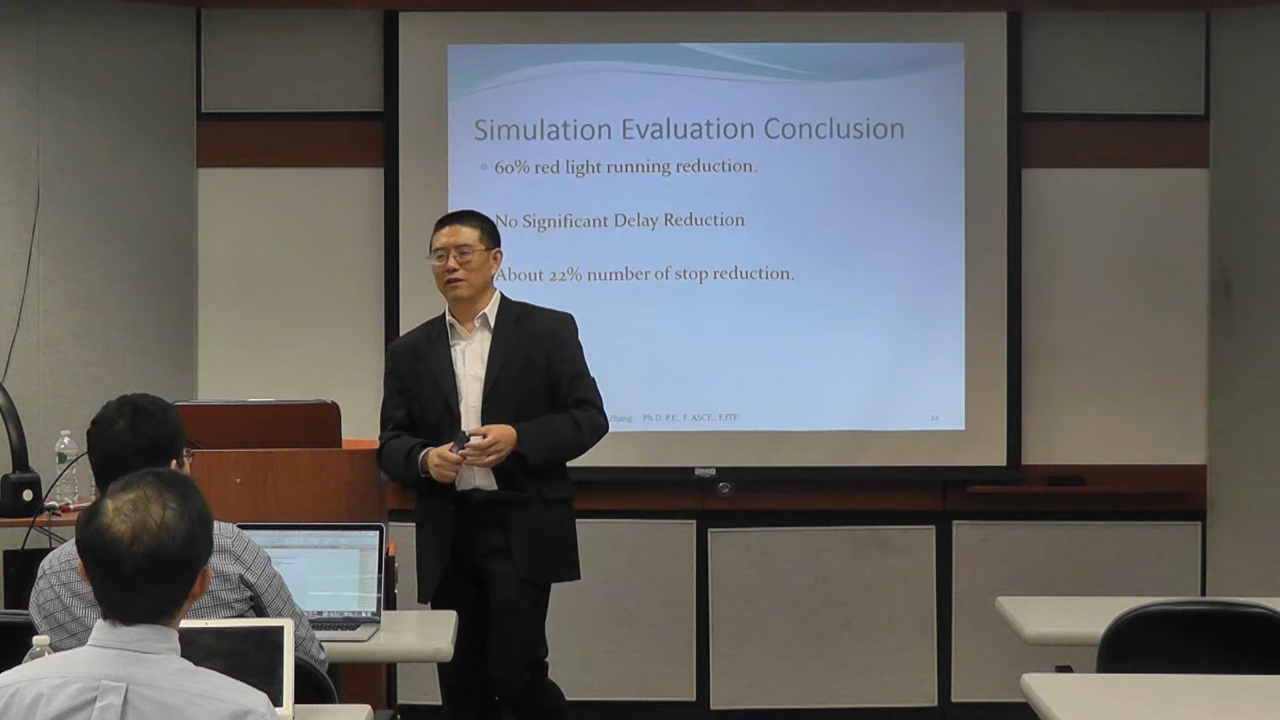 Simulation Evaluation Conclusion
60% red light running reduction.
No Significant Delay Reduction
About 22% number of stop reduction.
Zhang, Ph.D. P.E., F. ASCE., F.ITE